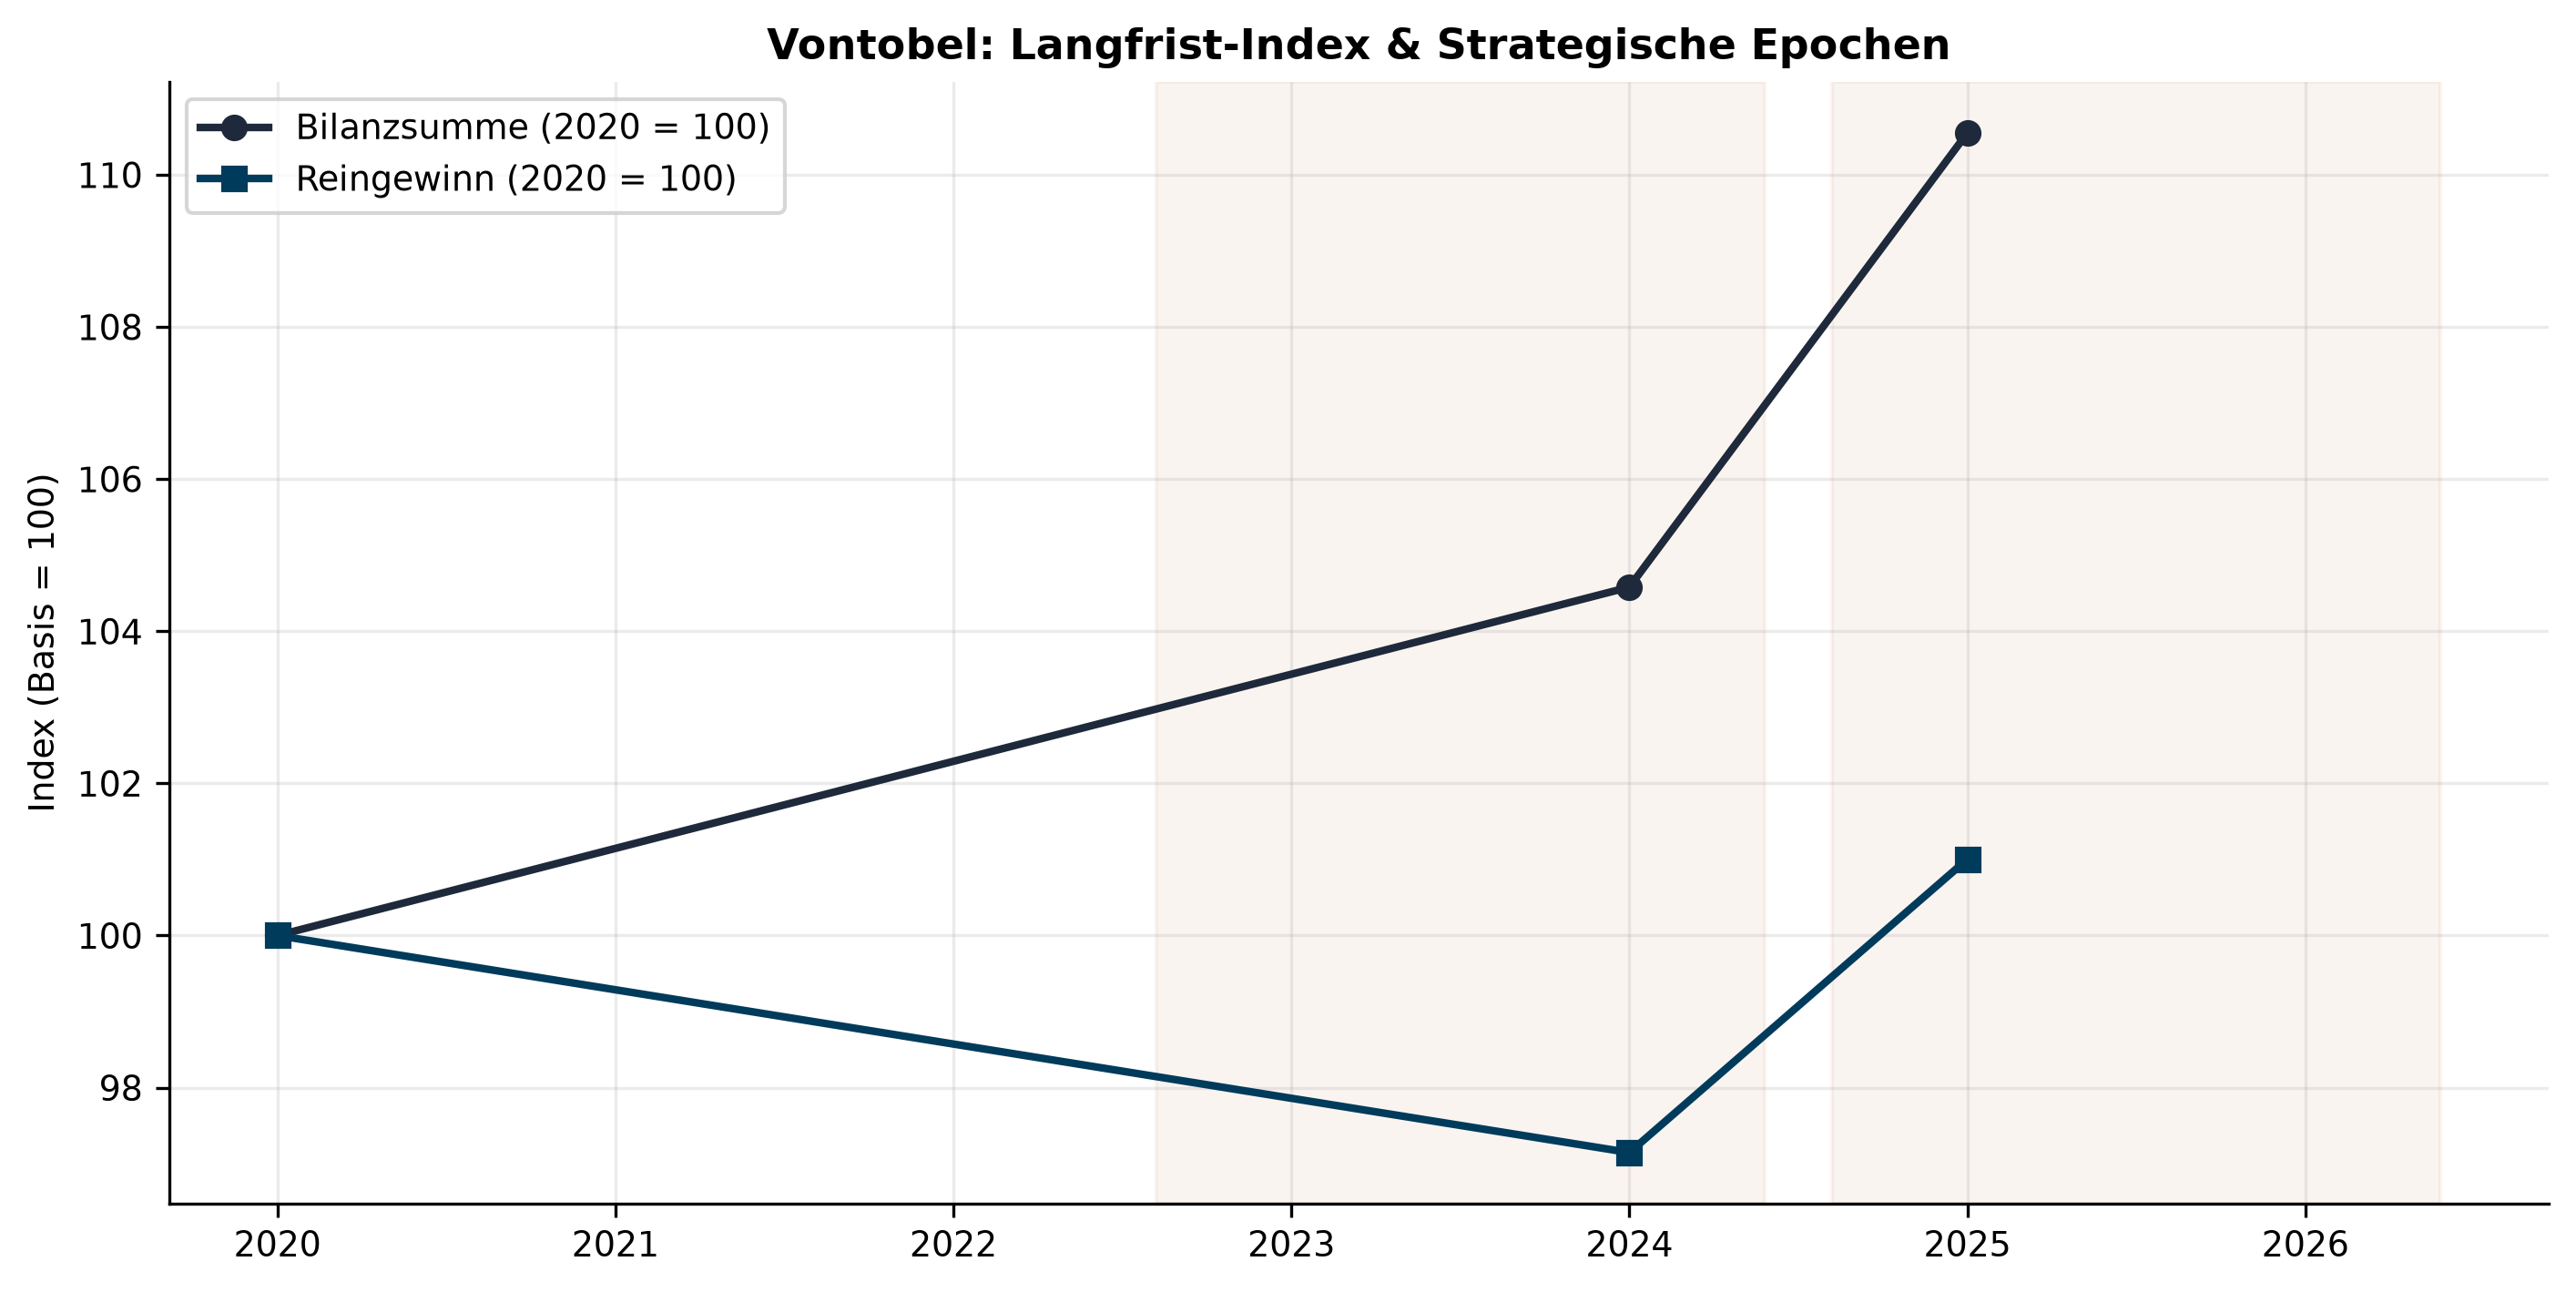 Vontobel: Langfrist-Index & Strategische Epochen
Bilanzsumme (2020 = 100)
Reingewinn (2020 = 100)
Index (Basis = 100)
110
108
106
104
102
100
98
2020 2021 2022 2023 2024 2025 2026